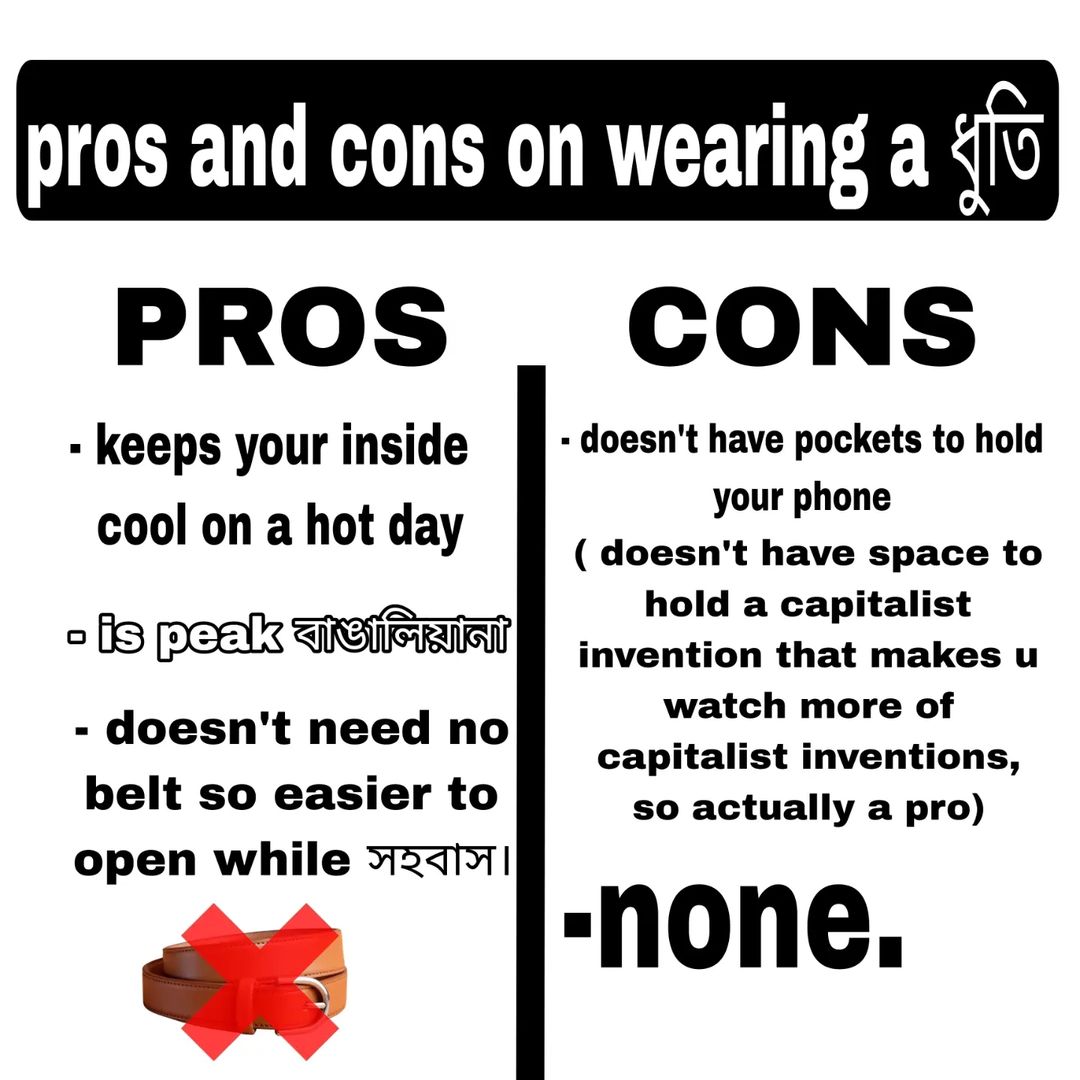 pros and cons on wearing a ধুতি
PROS
- keeps your inside
cool on a hot day
- is peak বাঙালিয়ানা
- doesn't need no
belt so easier to
open while সহবাস।
CONS
- doesn't have pockets to hold
your phone
( doesn't have space to
hold a capitalist
invention that makes u
watch more of
capitalist inventions,
so actually a pro)
-none.